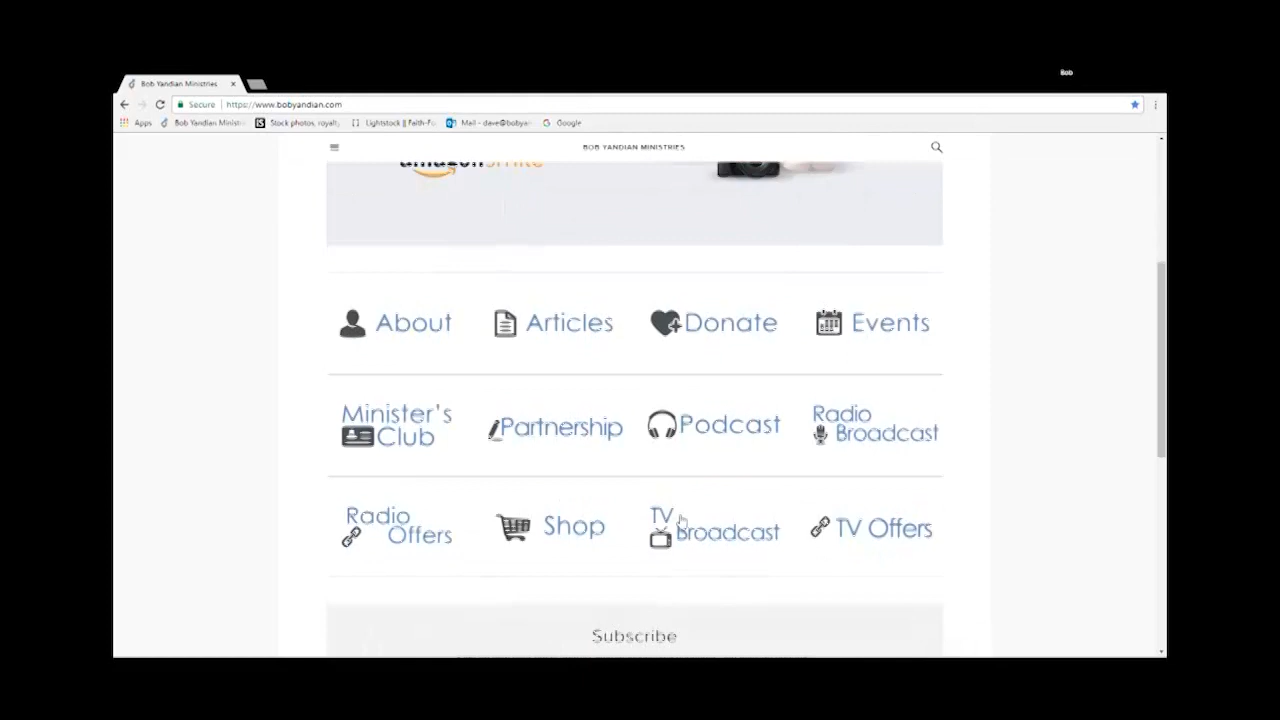 Bob
Bob Yandian Ministries
Secure
https://www.bobyandian.com
Apps
Bob Yandian Ministri
Stock photos, royalty
Lightstock || Faith-Fo
Mail - dave@bobyan
Google
BOB YANDIAN MINISTRIES
amazonsmile
About
Articles
Donate
Events
Minister's
Club
Partnership
Podcast
Radio
Broadcast
Radio
Offers
Shop
TV
Broadcast
TV Offers
Subscribe